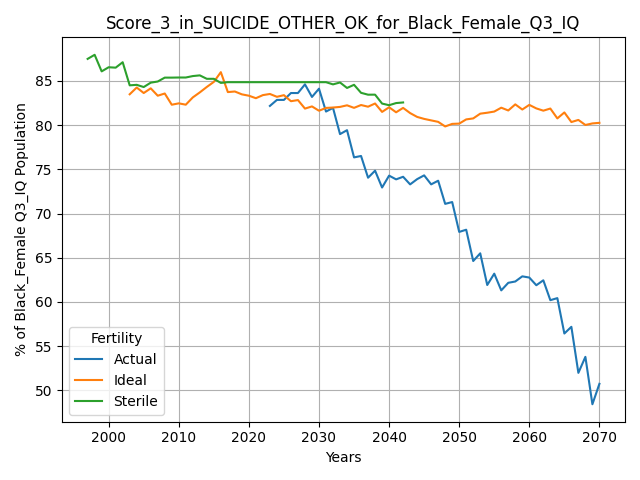 Score_3_in_SUICIDE_OTHER_OK_for_Black_Female_Q3_IQ
% of Black_Female Q3_IQ Population
85
80
75
70
65
60
55
50
Fertility
Actual
Ideal
Sterile
2000 2010 2020 2030 2040 2050 2060 2070
Years